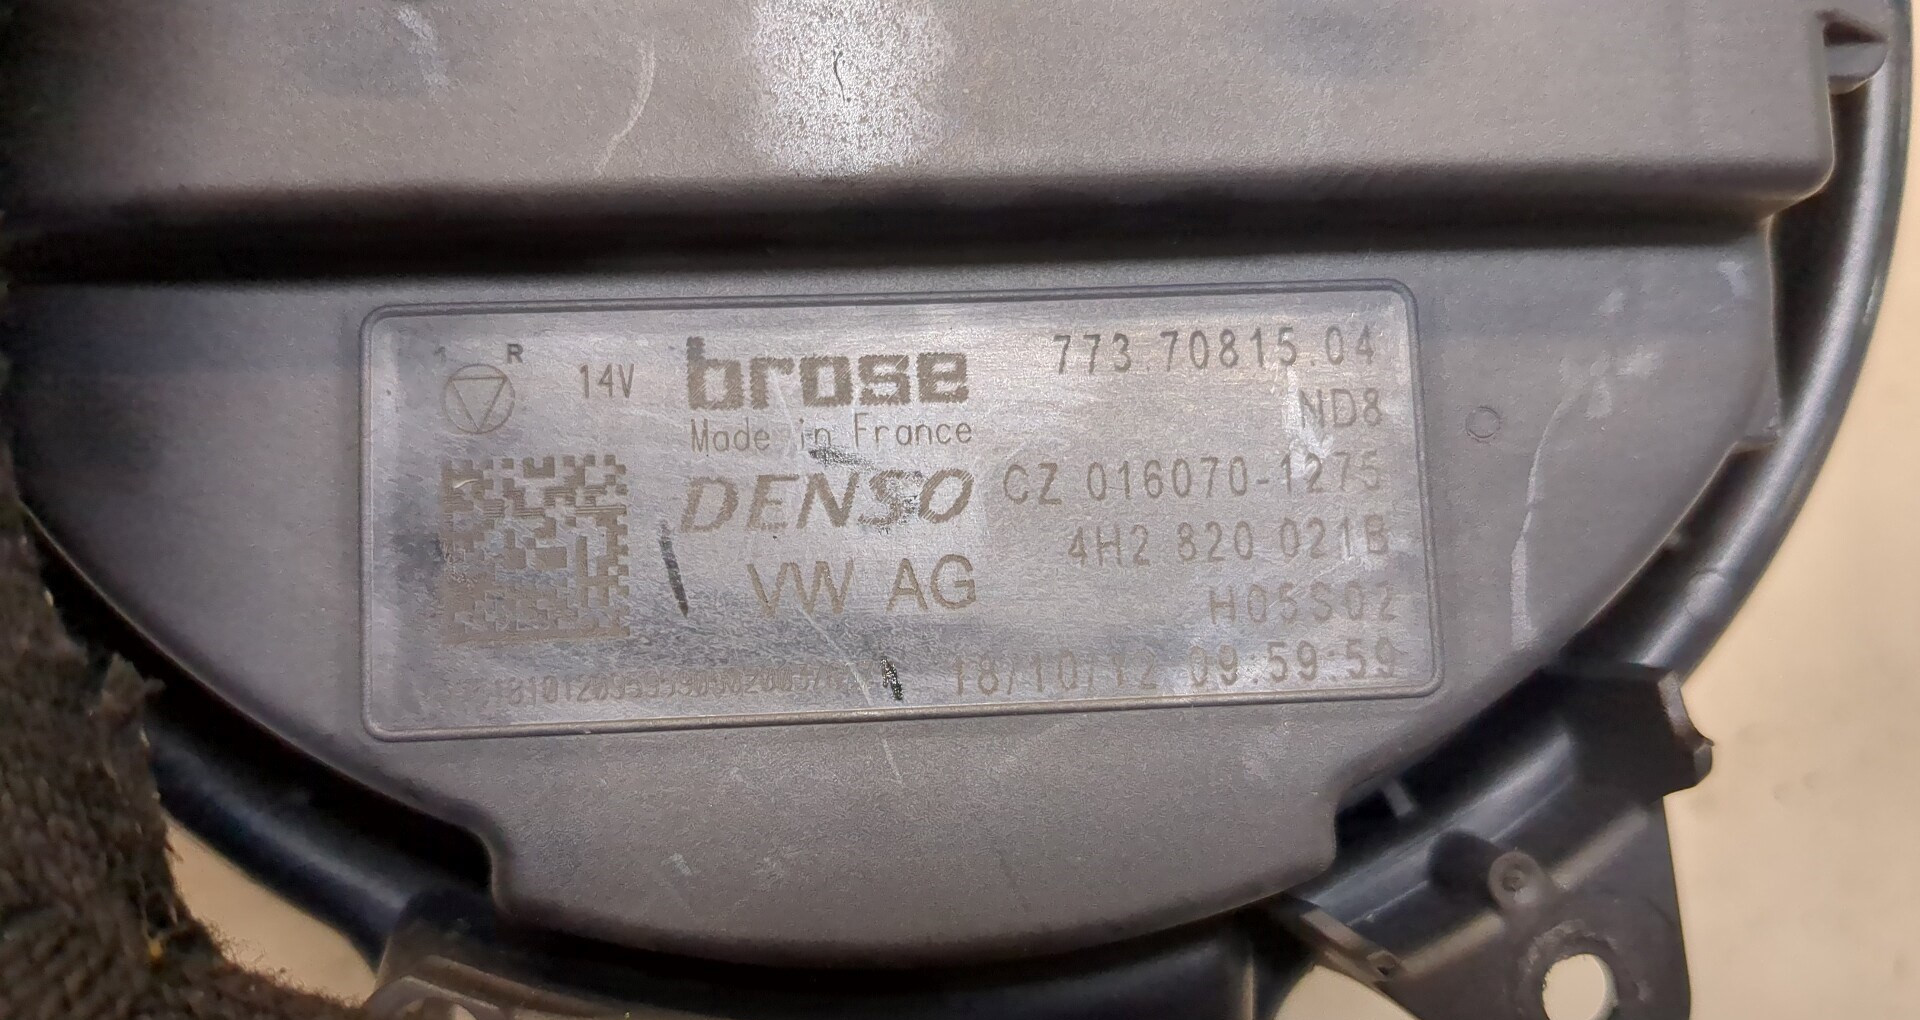 1 R
14V
brose
773.70815.04
Made in France
ND8
DENSO
CZ 016070-1275
4H2 820 021B
VW AG
H05S02
18/10/12 09:59:59